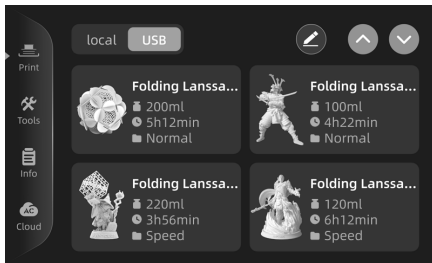 local USB
Print
Tools
Info
AC
Cloud
Folding Lanssa...
200ml
5h12min
Normal
Folding Lanssa...
100ml
4h22min
Normal
Folding Lanssa...
220ml
3h56min
Speed
Folding Lanssa...
120ml
6h12min
Speed